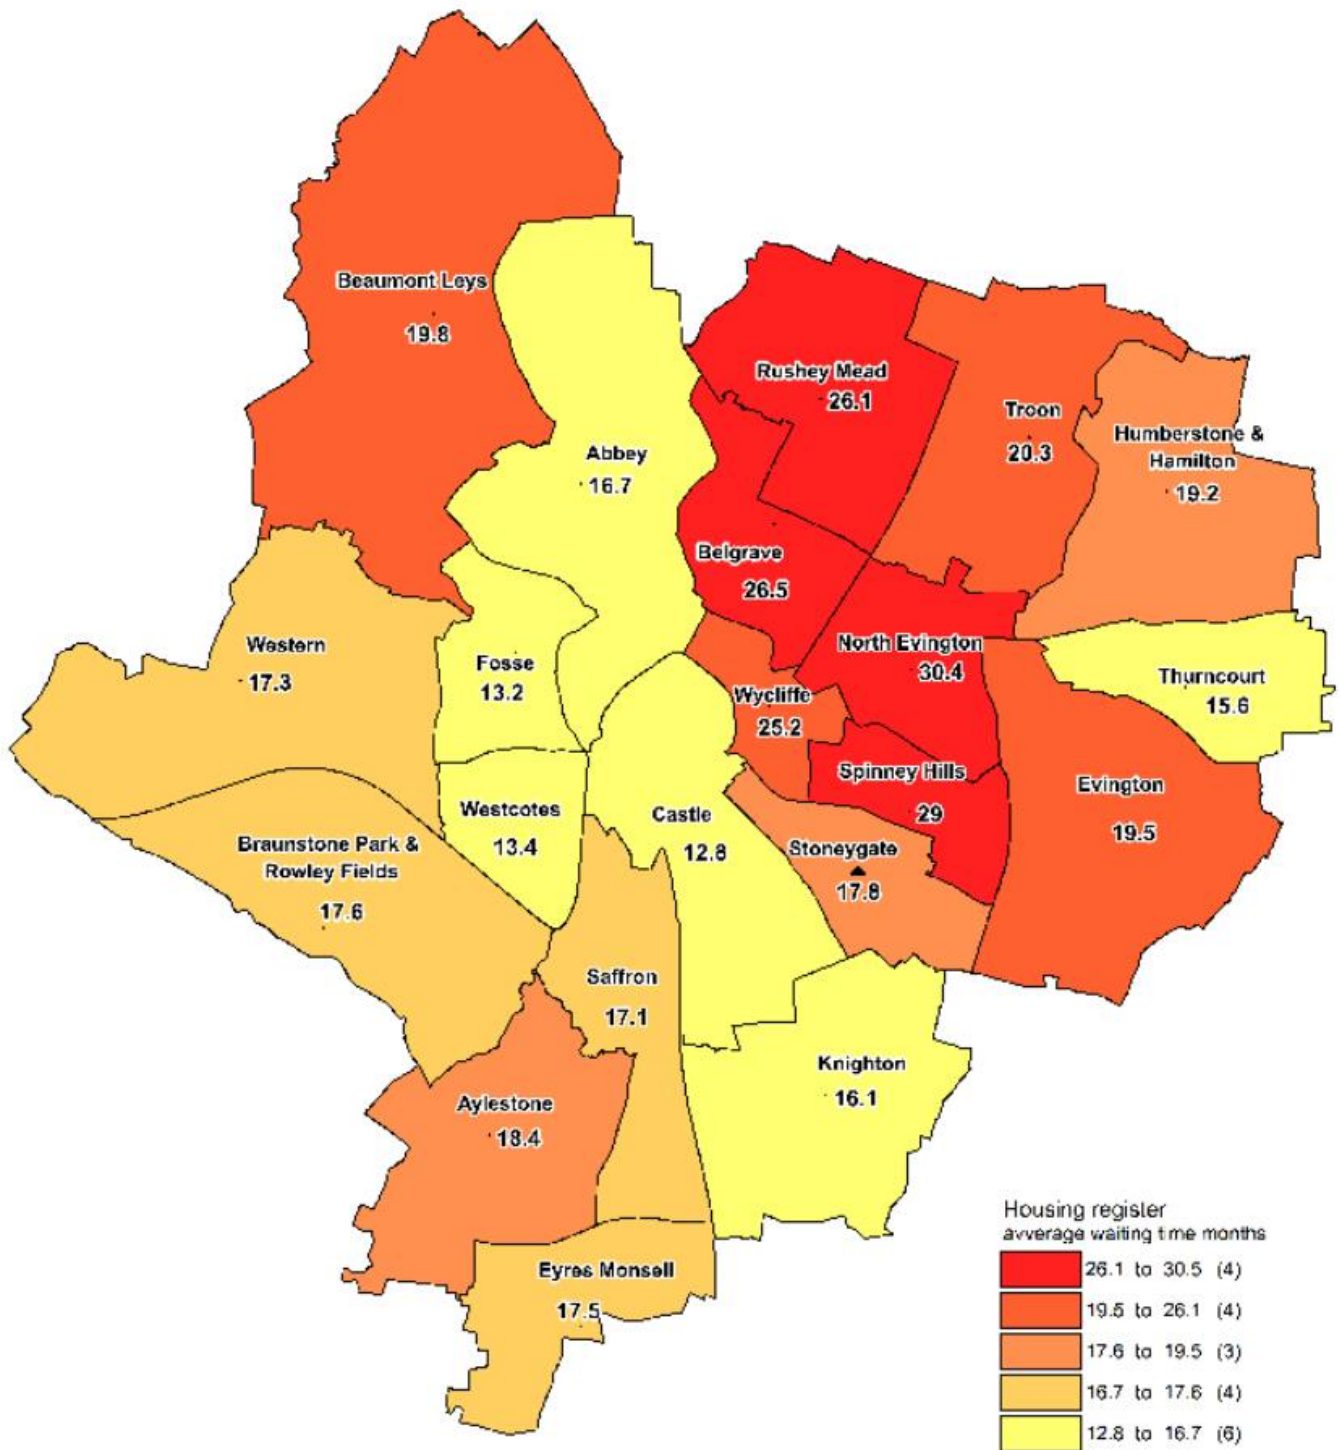 Beaumont Leys
19.8
Rushey Mead
26.1
Troon
20.3
Humberstone &
Hamilton
19.2
Abbey
16.7
Belgrave
26.5
Western
17.3
Fosse
13.2
North Evington
30.4
Thurncourt
15.6
Wycliffe
25.2
Spinney Hills
29
Evington
19.5
Westcotes
13.4
Castle
12.8
Stoneygate
17.8
Braunstone Park &
Rowley Fields
17.6
Saffron
17.1
Knighton
16.1
Aylestone
18.4
Eyres Monsell
17.5
Housing register
avverage waiting time months
26.1 to 30.5 (4)
19.5 to 26.1 (4)
17.6 to 19.5 (3)
16.7 to 17.6 (4)
12.8 to 16.7 (6)